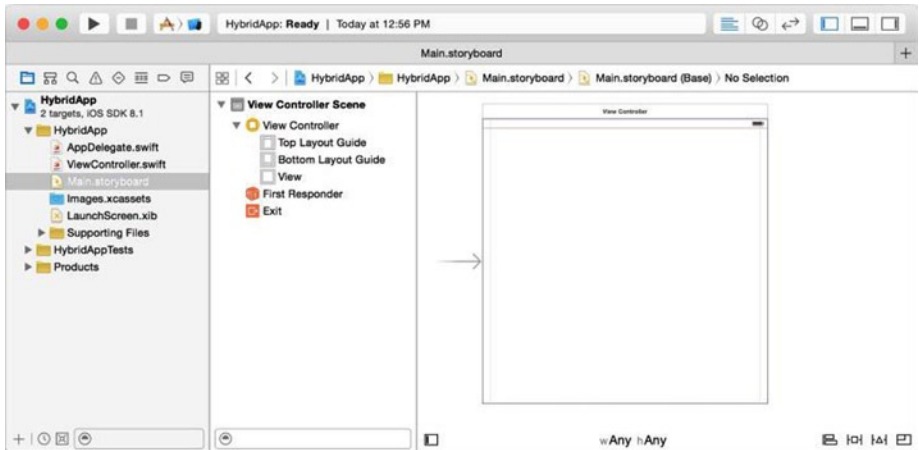 HybridApp: Ready | Today at 12:56 PM
Main.storyboard
HybridApp
2 targets, iOS SDK 8.1
HybridApp
AppDelegate.swift
ViewController.swift
Main.storyboard
Images.xcassets
LaunchScreen.xib
Supporting Files
HybridAppTests
Products
HybridApp HybridApp Main.storyboard Main.storyboard (Base) No Selection
View Controller Scene
View Controller
Top Layout Guide
Bottom Layout Guide
View
First Responder
Exit
View Controller
wAny hAny